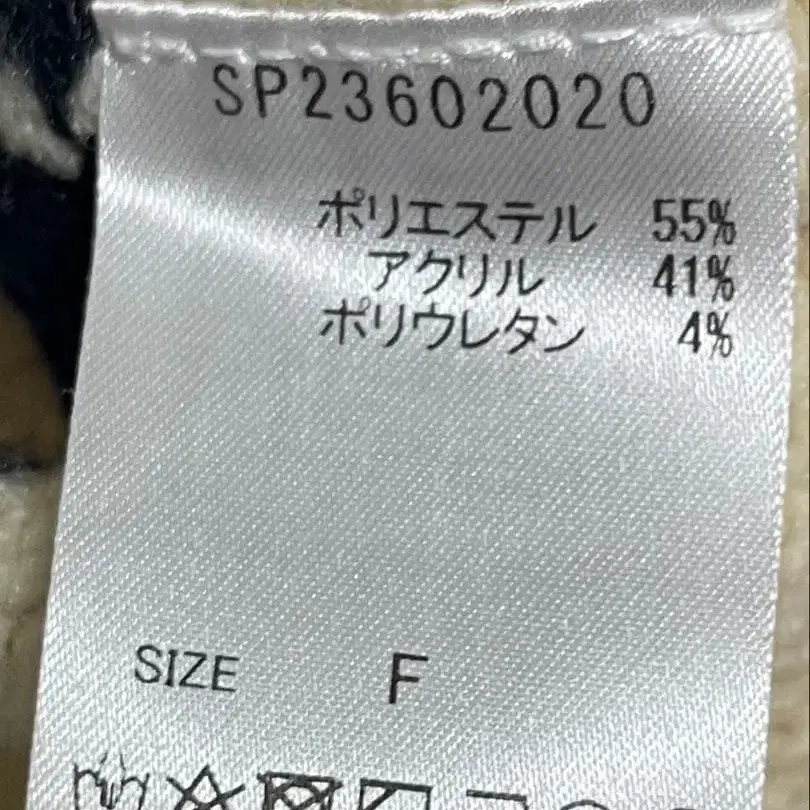 SP23602020
ポリエステル 55%
アクリル 41%
ポリウレタン 4%
SIZE F